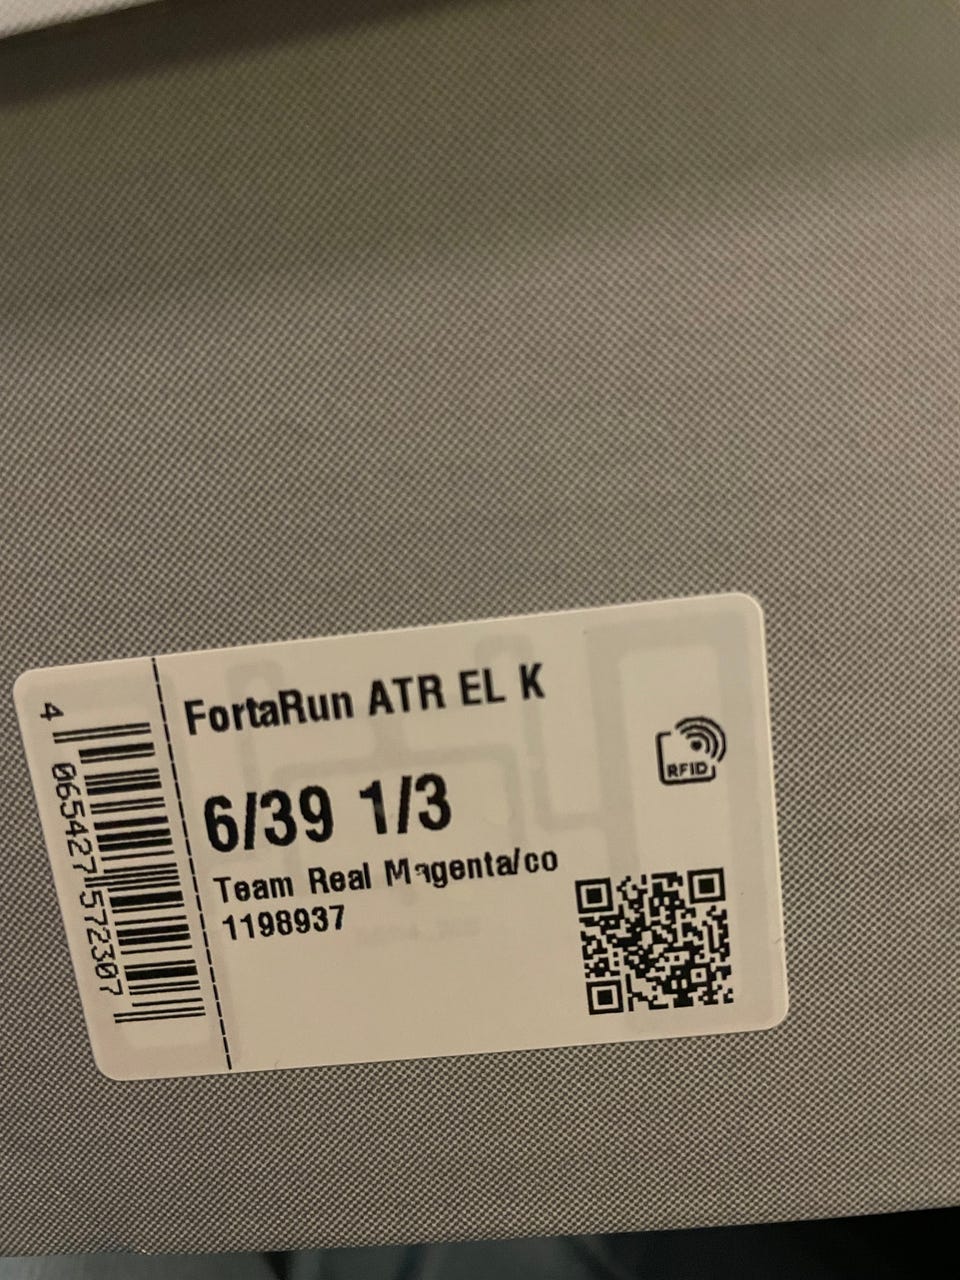 FortaRun ATR EL K
6/39 1/3
Team Real Magenta/co
1198937
RFID
4 065427 572307